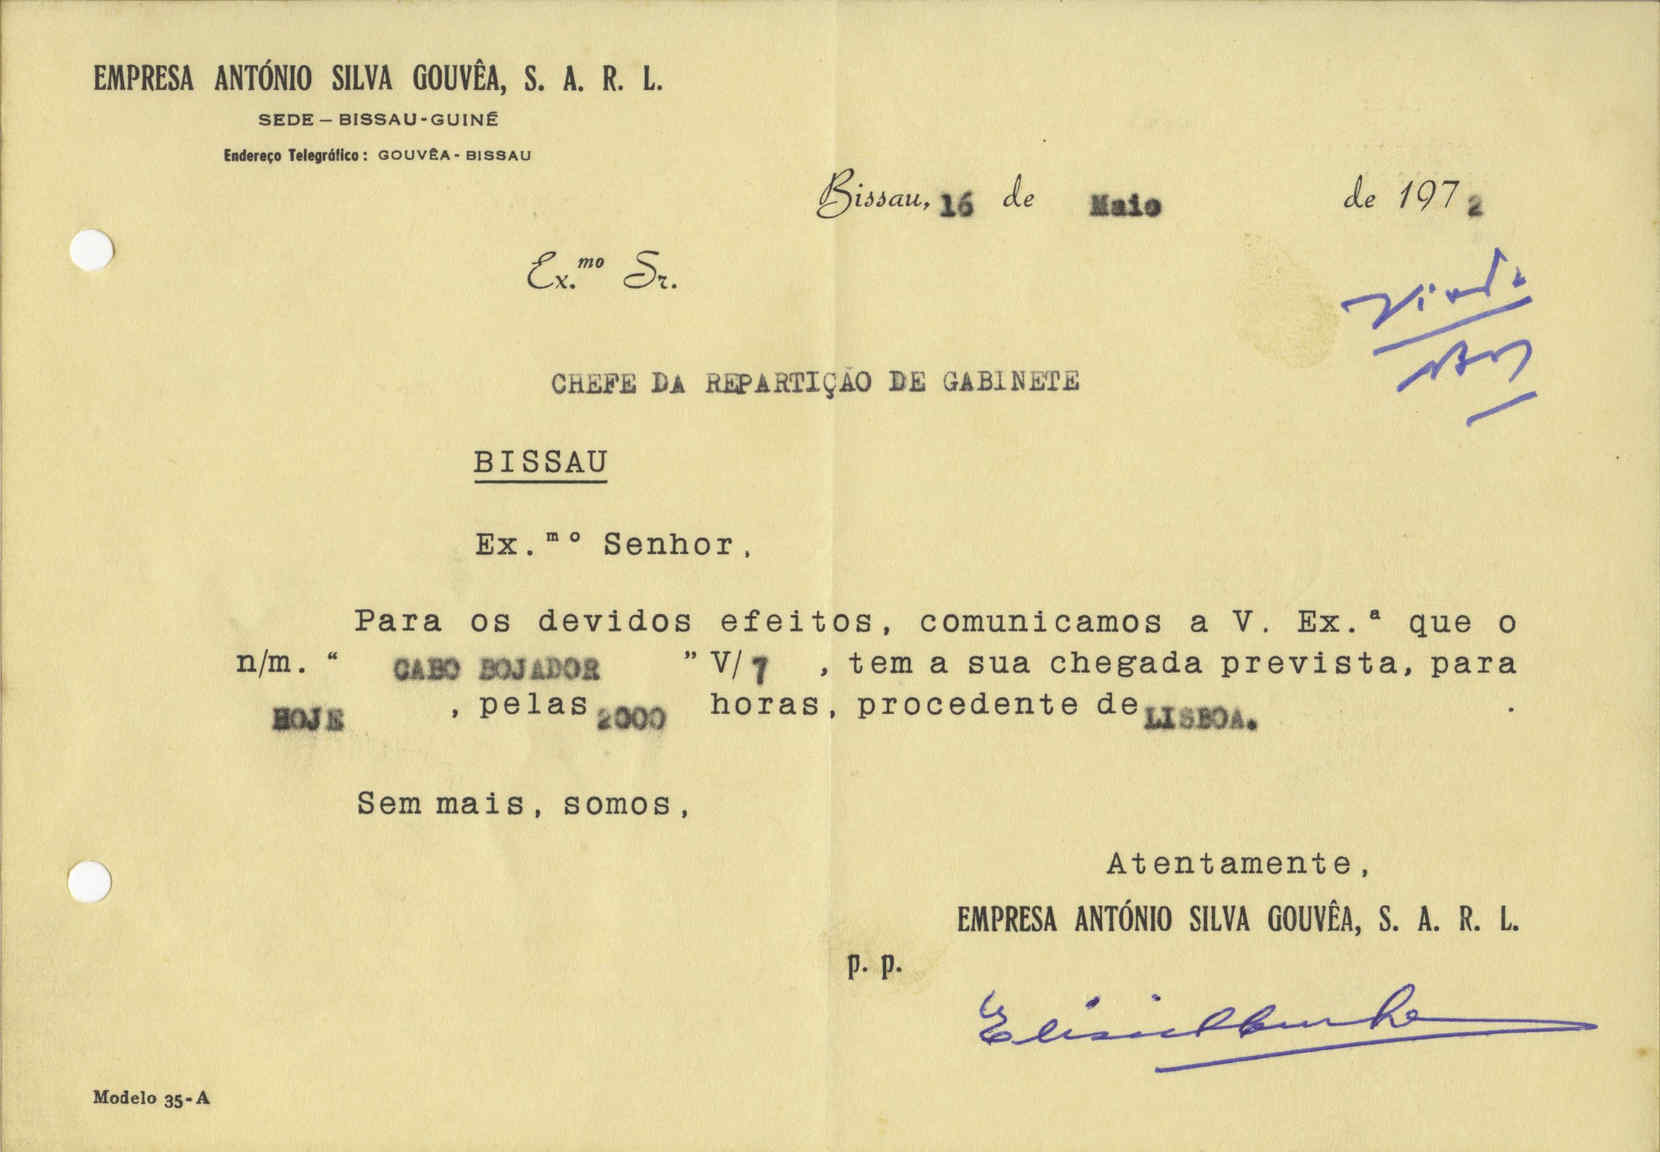 EMPRESA ANTÓNIO SILVA GOUVÊA, S. A. R. L.
SEDE – BISSAU-GUINÉ
Endereço Telegráfico: GOUVÊA - BISSAU
Bissau, 16 de Maio de 1972
Ex.mo Sr.
Visto
CHEFE DA REPARTIÇÃO DE GABINETE
BISSAU
Ex.mo Senhor,
Para os devidos efeitos, comunicamos a V. Ex.ª que o
n/m. “ CABO BOJADOR ” V/ 7 , tem a sua chegada prevista, para
HOJE , pelas 2000 horas, procedente de LISBOA. .
Sem mais, somos,
Atentamente,
EMPRESA ANTÓNIO SILVA GOUVÊA, S. A. R. L.
p. p.
Modelo 35-A